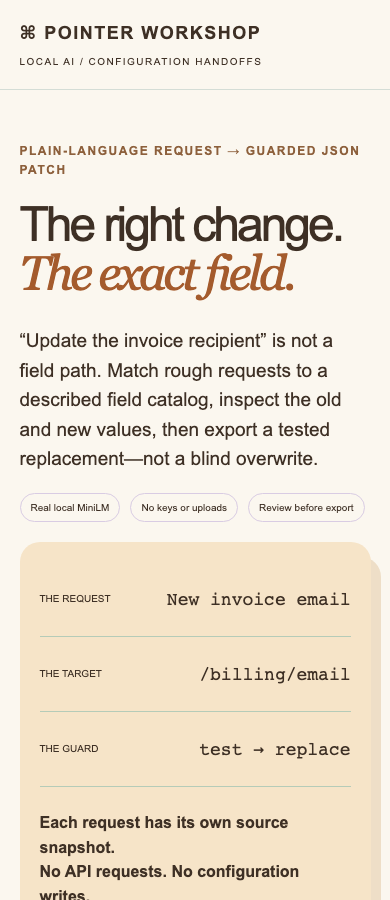 ⌘ POINTER WORKSHOP
LOCAL AI / CONFIGURATION HANDOFFS
PLAIN-LANGUAGE REQUEST → GUARDED JSON
PATCH
The right change.
The exact field.
“Update the invoice recipient” is not a
field path. Match rough requests to a
described field catalog, inspect the old
and new values, then export a tested
replacement—not a blind overwrite.
Real local MiniLM
No keys or uploads
Review before export
THE REQUEST New invoice email
THE TARGET /billing/email
THE GUARD test → replace
Each request has its own source
snapshot.
No API requests. No configuration
writes.